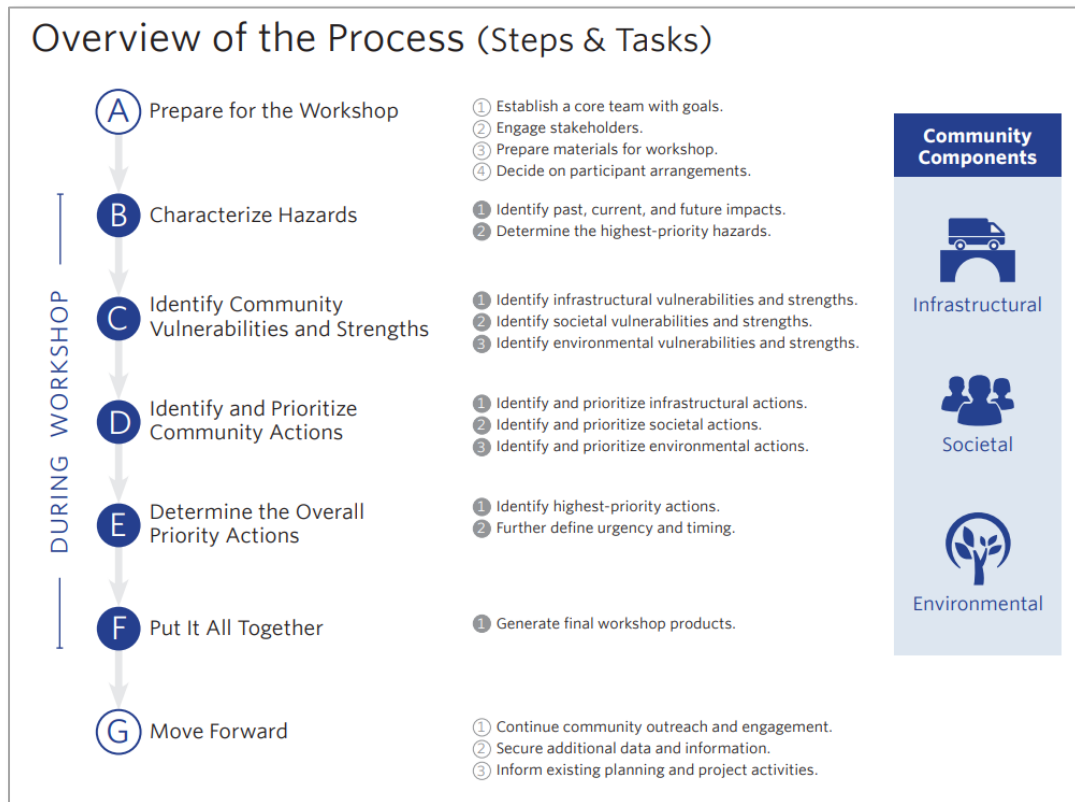 Overview of the Process (Steps & Tasks)
A Prepare for the Workshop
1 Establish a core team with goals.
2 Engage stakeholders.
3 Prepare materials for workshop.
4 Decide on participant arrangements.
DURING WORKSHOP
B Characterize Hazards
1 Identify past, current, and future impacts.
2 Determine the highest-priority hazards.
C Identify Community
Vulnerabilities and Strengths
1 Identify infrastructural vulnerabilities and strengths.
2 Identify societal vulnerabilities and strengths.
3 Identify environmental vulnerabilities and strengths.
D Identify and Prioritize
Community Actions
1 Identify and prioritize infrastructural actions.
2 Identify and prioritize societal actions.
3 Identify and prioritize environmental actions.
E Determine the Overall
Priority Actions
1 Identify highest-priority actions.
2 Further define urgency and timing.
F Put It All Together
1 Generate final workshop products.
G Move Forward
1 Continue community outreach and engagement.
2 Secure additional data and information.
3 Inform existing planning and project activities.
Community
Components
Infrastructural
Societal
Environmental